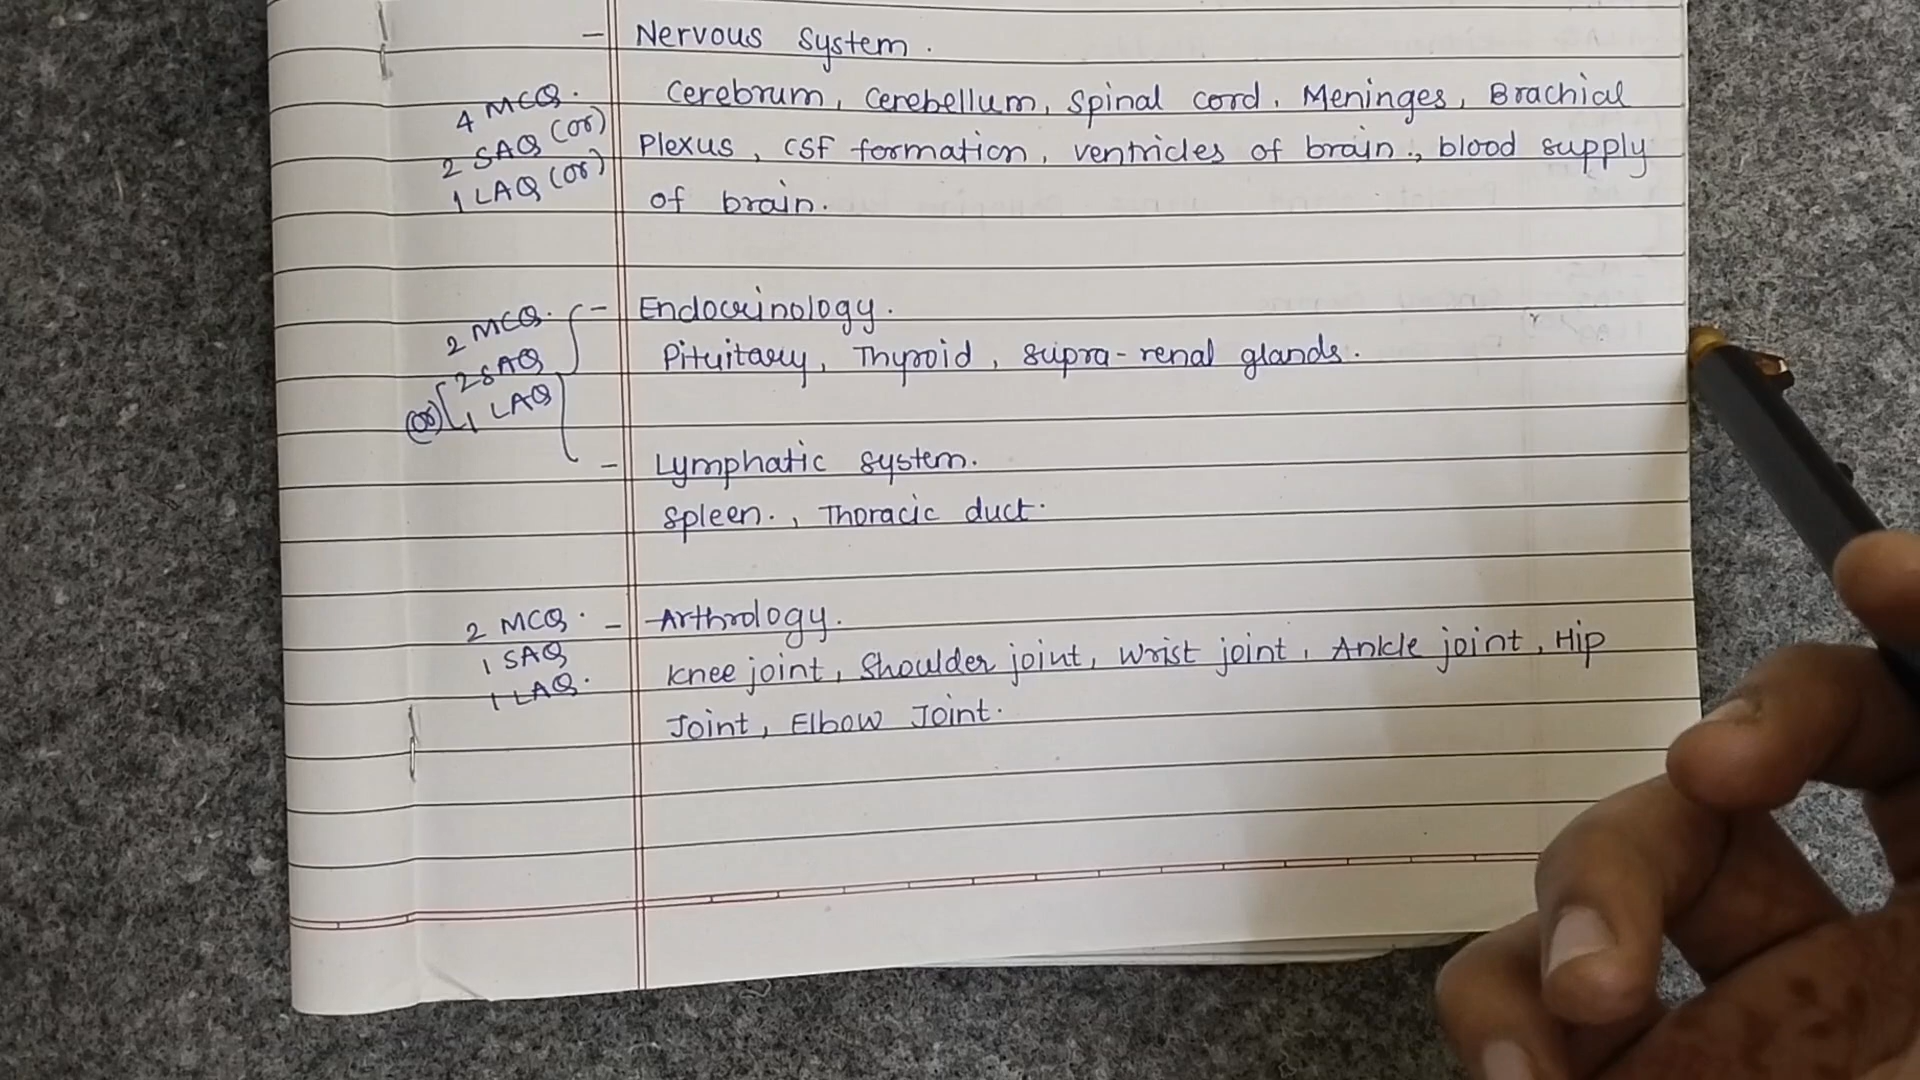 - Nervous system.
4 MCQ.
cerebrum, cerebellum, spinal cord, Meninges, Brachial
2 SAQ (or)
Plexus, CSF formation, ventricles of brain., blood supply
1 LAQ (or)
of brain.
2 MCQ.
- Endocrinology.
2 SAQ
Pituitary, Thyroid, supra-renal glands.
(or) 1 LAQ
- Lymphatic system.
spleen., Thoracic duct.
2 MCQ. - Arthrology.
1 SAQ
knee joint, shoulder joint, wrist joint, Ankle joint, Hip
1 LAQ.
Joint, Elbow Joint.